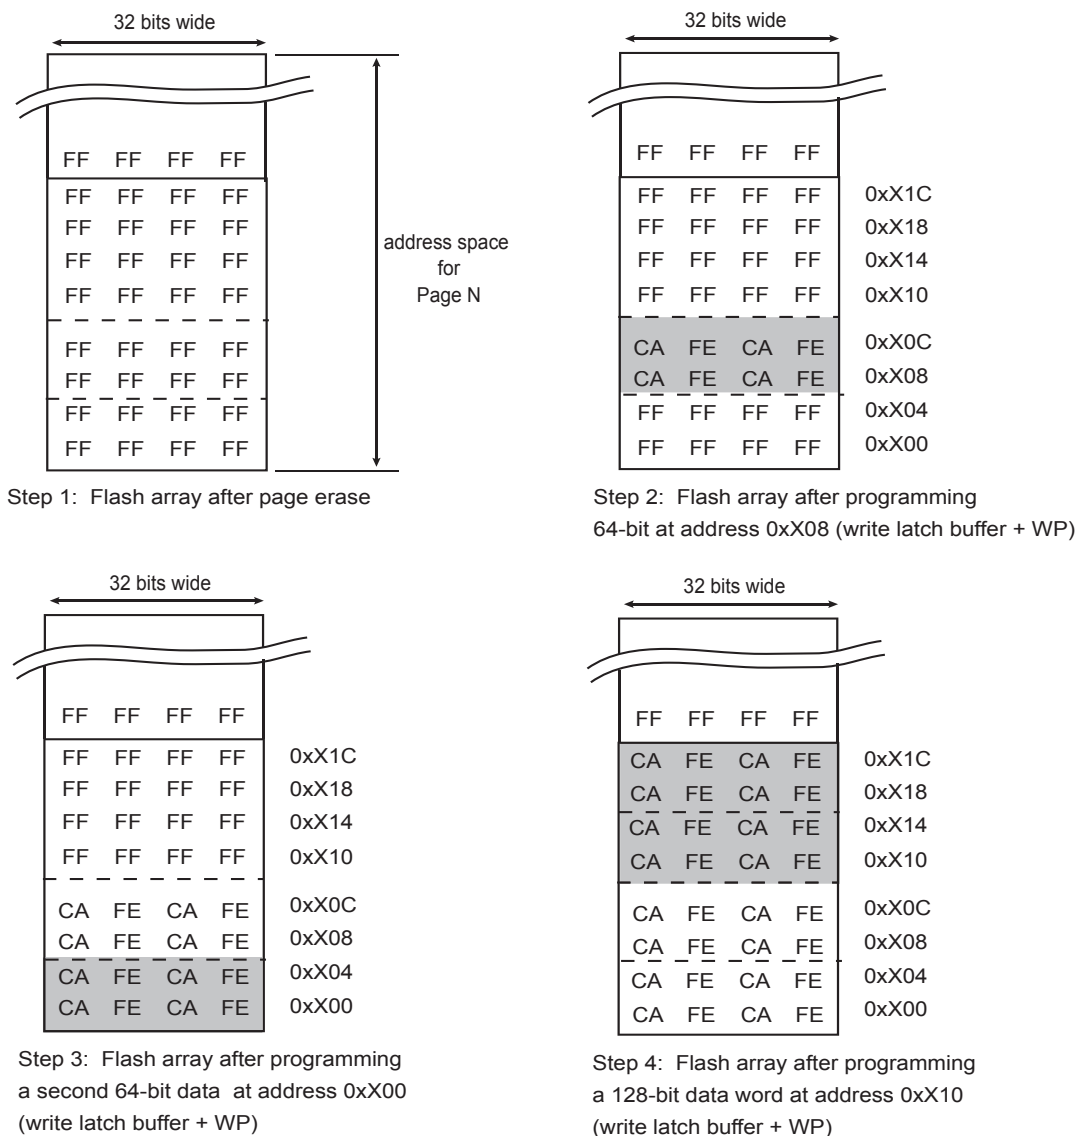 32 bits wide
FF FF FF FF
FF FF FF FF
FF FF FF FF
FF FF FF FF
FF FF FF FF
FF FF FF FF
FF FF FF FF
FF FF FF FF
FF FF FF FF
address space
for
Page N
Step 1: Flash array after page erase
32 bits wide
FF FF FF FF
FF FF FF FF 0xX1C
FF FF FF FF 0xX18
FF FF FF FF 0xX14
FF FF FF FF 0xX10
CA FE CA FE 0xX0C
CA FE CA FE 0xX08
FF FF FF FF 0xX04
FF FF FF FF 0xX00
Step 2: Flash array after programming
64-bit at address 0xX08 (write latch buffer + WP)
32 bits wide
FF FF FF FF
FF FF FF FF 0xX1C
FF FF FF FF 0xX18
FF FF FF FF 0xX14
FF FF FF FF 0xX10
CA FE CA FE 0xX0C
CA FE CA FE 0xX08
CA FE CA FE 0xX04
CA FE CA FE 0xX00
Step 3: Flash array after programming
a second 64-bit data at address 0xX00
(write latch buffer + WP)
32 bits wide
FF FF FF FF
CA FE CA FE 0xX1C
CA FE CA FE 0xX18
CA FE CA FE 0xX14
CA FE CA FE 0xX10
CA FE CA FE 0xX0C
CA FE CA FE 0xX08
CA FE CA FE 0xX04
CA FE CA FE 0xX00
Step 4: Flash array after programming
a 128-bit data word at address 0xX10
(write latch buffer + WP)